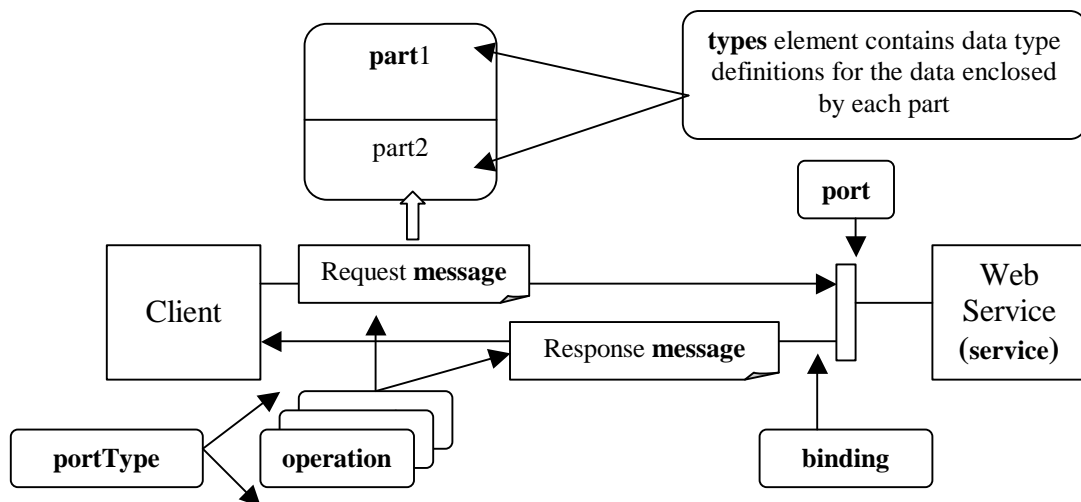 part1
types element contains data type
definitions for the data enclosed
by each part
part2
port
Request message
Client
Web
Service
(service)
Response message
portType
operation
binding